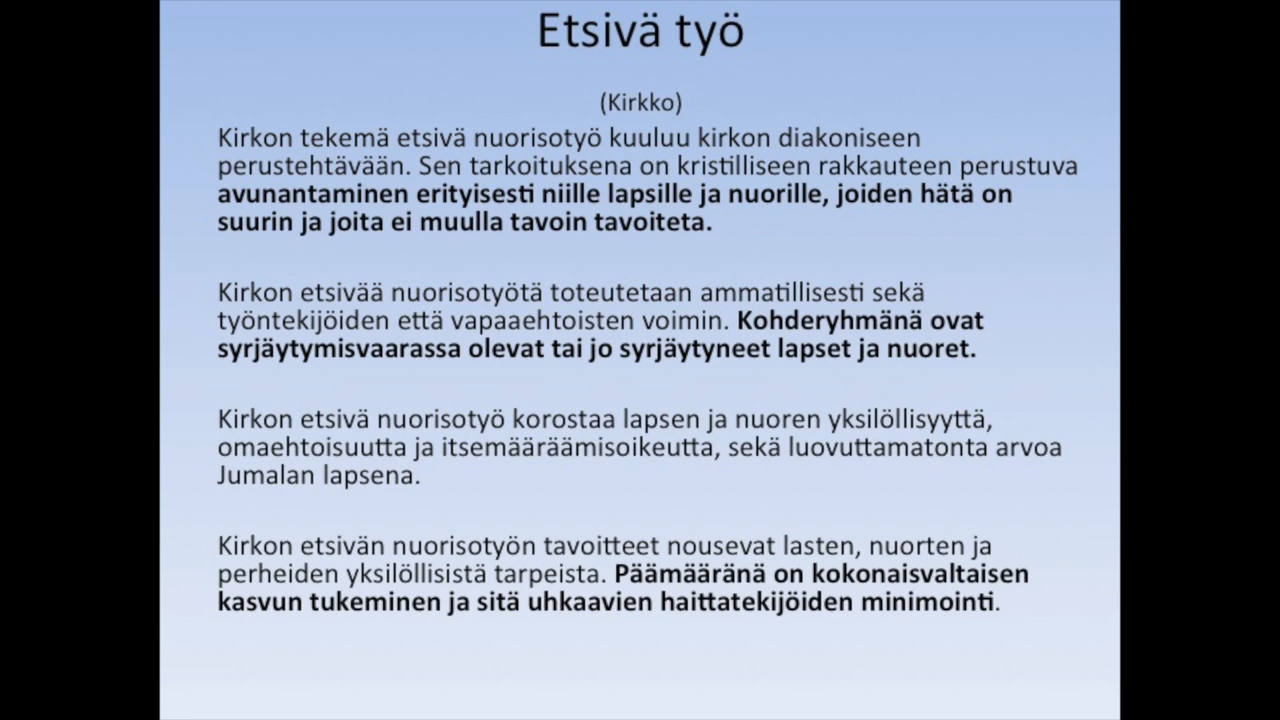 Etsivä työ
(Kirkko)
Kirkon tekemä etsivä nuorisotyö kuuluu kirkon diakoniseen
perustehtävään. Sen tarkoituksena on kristilliseen rakkauteen perustuva
avunantaminen erityisesti niille lapsille ja nuorille, joiden hätä on
suurin ja joita ei muulla tavoin tavoiteta.
Kirkon etsivää nuorisotyötä toteutetaan ammatillisesti sekä
työntekijöiden että vapaaehtoisten voimin. Kohderyhmänä ovat
syrjäytymisvaarassa olevat tai jo syrjäytyneet lapset ja nuoret.
Kirkon etsivä nuorisotyö korostaa lapsen ja nuoren yksilöllisyyttä,
omaehtoisuutta ja itsemääräämisoikeutta, sekä luovuttamatonta arvoa
Jumalan lapsena.
Kirkon etsivän nuorisotyön tavoitteet nousevat lasten, nuorten ja
perheiden yksilöllisistä tarpeista. Päämääränä on kokonaisvaltaisen
kasvun tukeminen ja sitä uhkaavien haittatekijöiden minimointi.